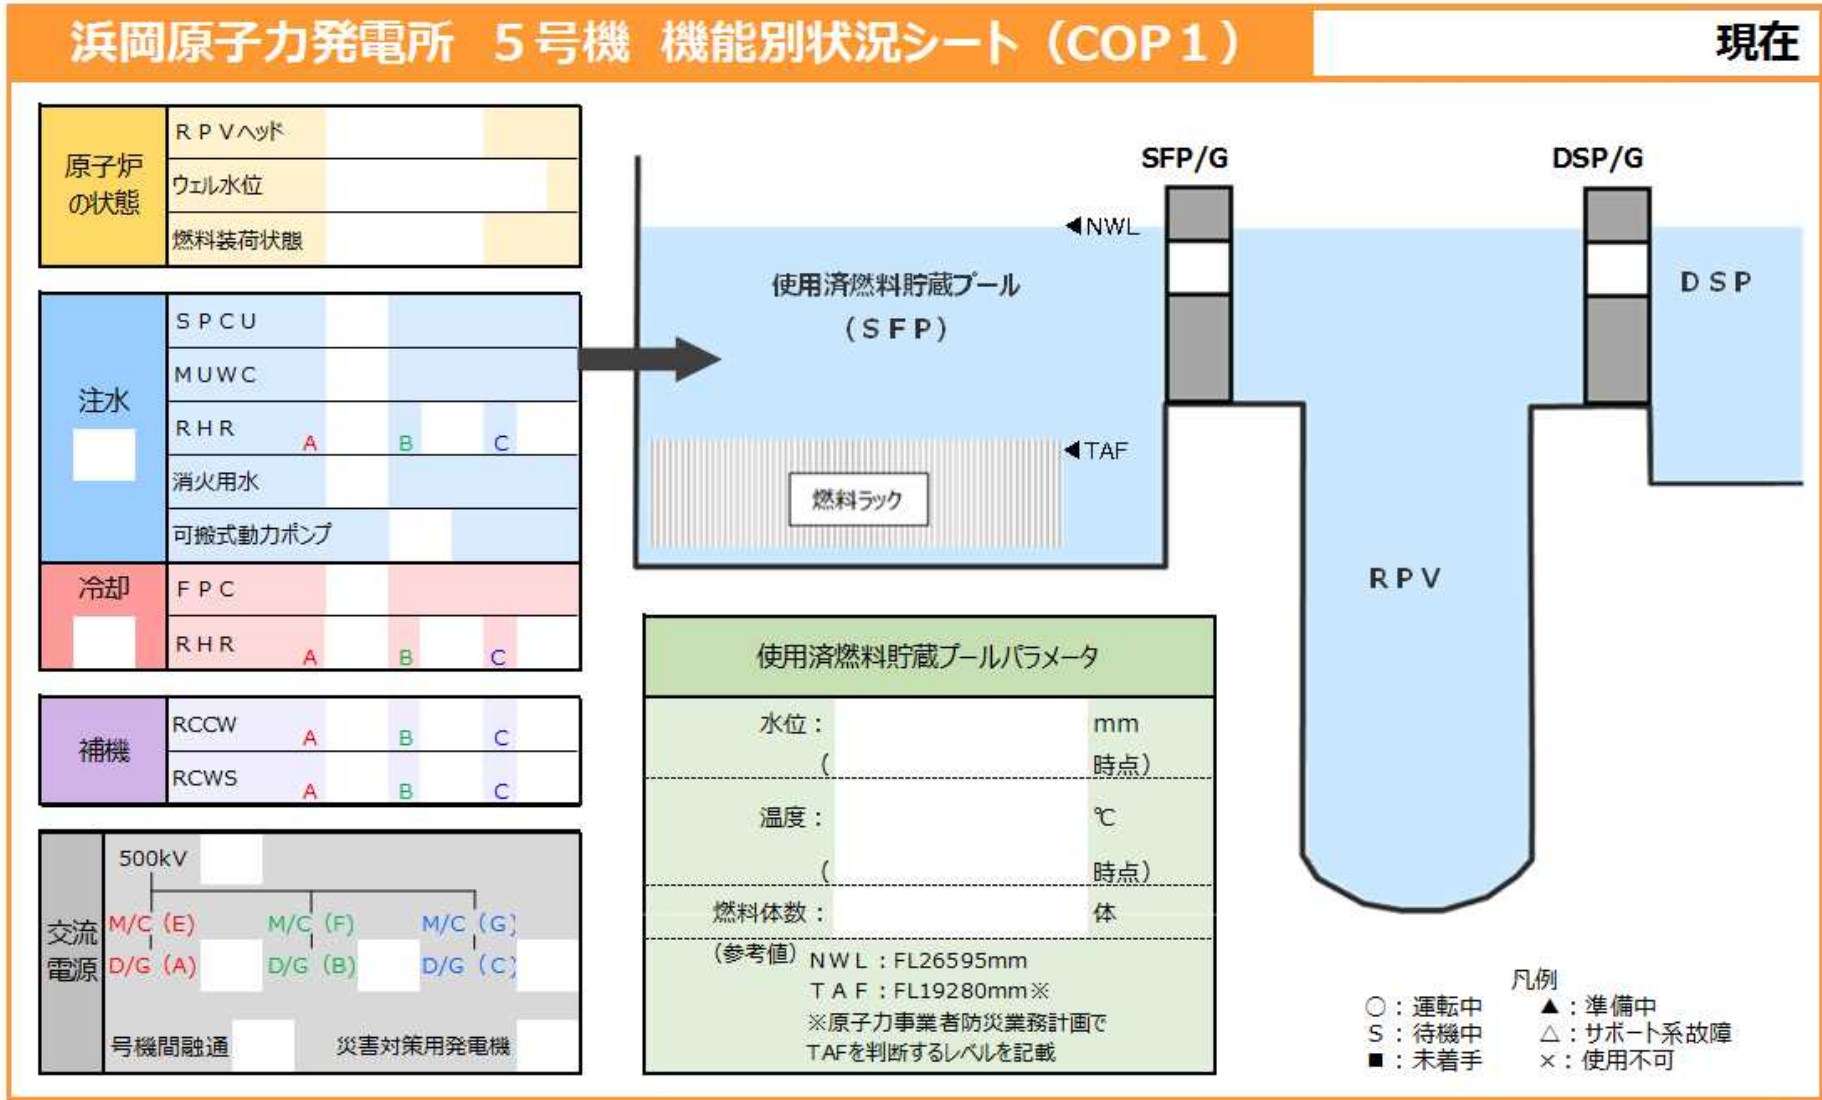 浜岡原子力発電所 5号機 機能別状況シート(COP1)
現在
原子炉
の状態
RPVヘッド
ウェル水位
燃料装荷状態
注水
SPCU
MUWC
RHR A B C
消火用水
可搬式動力ポンプ
冷却
FPC
RHR A B C
補機
RCCW A B C
RCWS A B C
交流
電源
500kV
M/C(E) M/C(F) M/C(G)
D/G(A) D/G(B) D/G(C)
号機間融通 災害対策用発電機
SFP/G
DSP/G
◀NWL
使用済燃料貯蔵プール
(SFP)
DSP
◀TAF
燃料ラック
RPV
使用済燃料貯蔵プールパラメータ
水位: mm
( 時点)
温度: ℃
( 時点)
燃料体数: 体
(参考値) NWL:FL26595mm
TAF:FL19280mm※
※原子力事業者防災業務計画で
TAFを判断するレベルを記載
凡例
○:運転中 ▲:準備中
S:待機中 △:サポート系故障
■:未着手 ×:使用不可